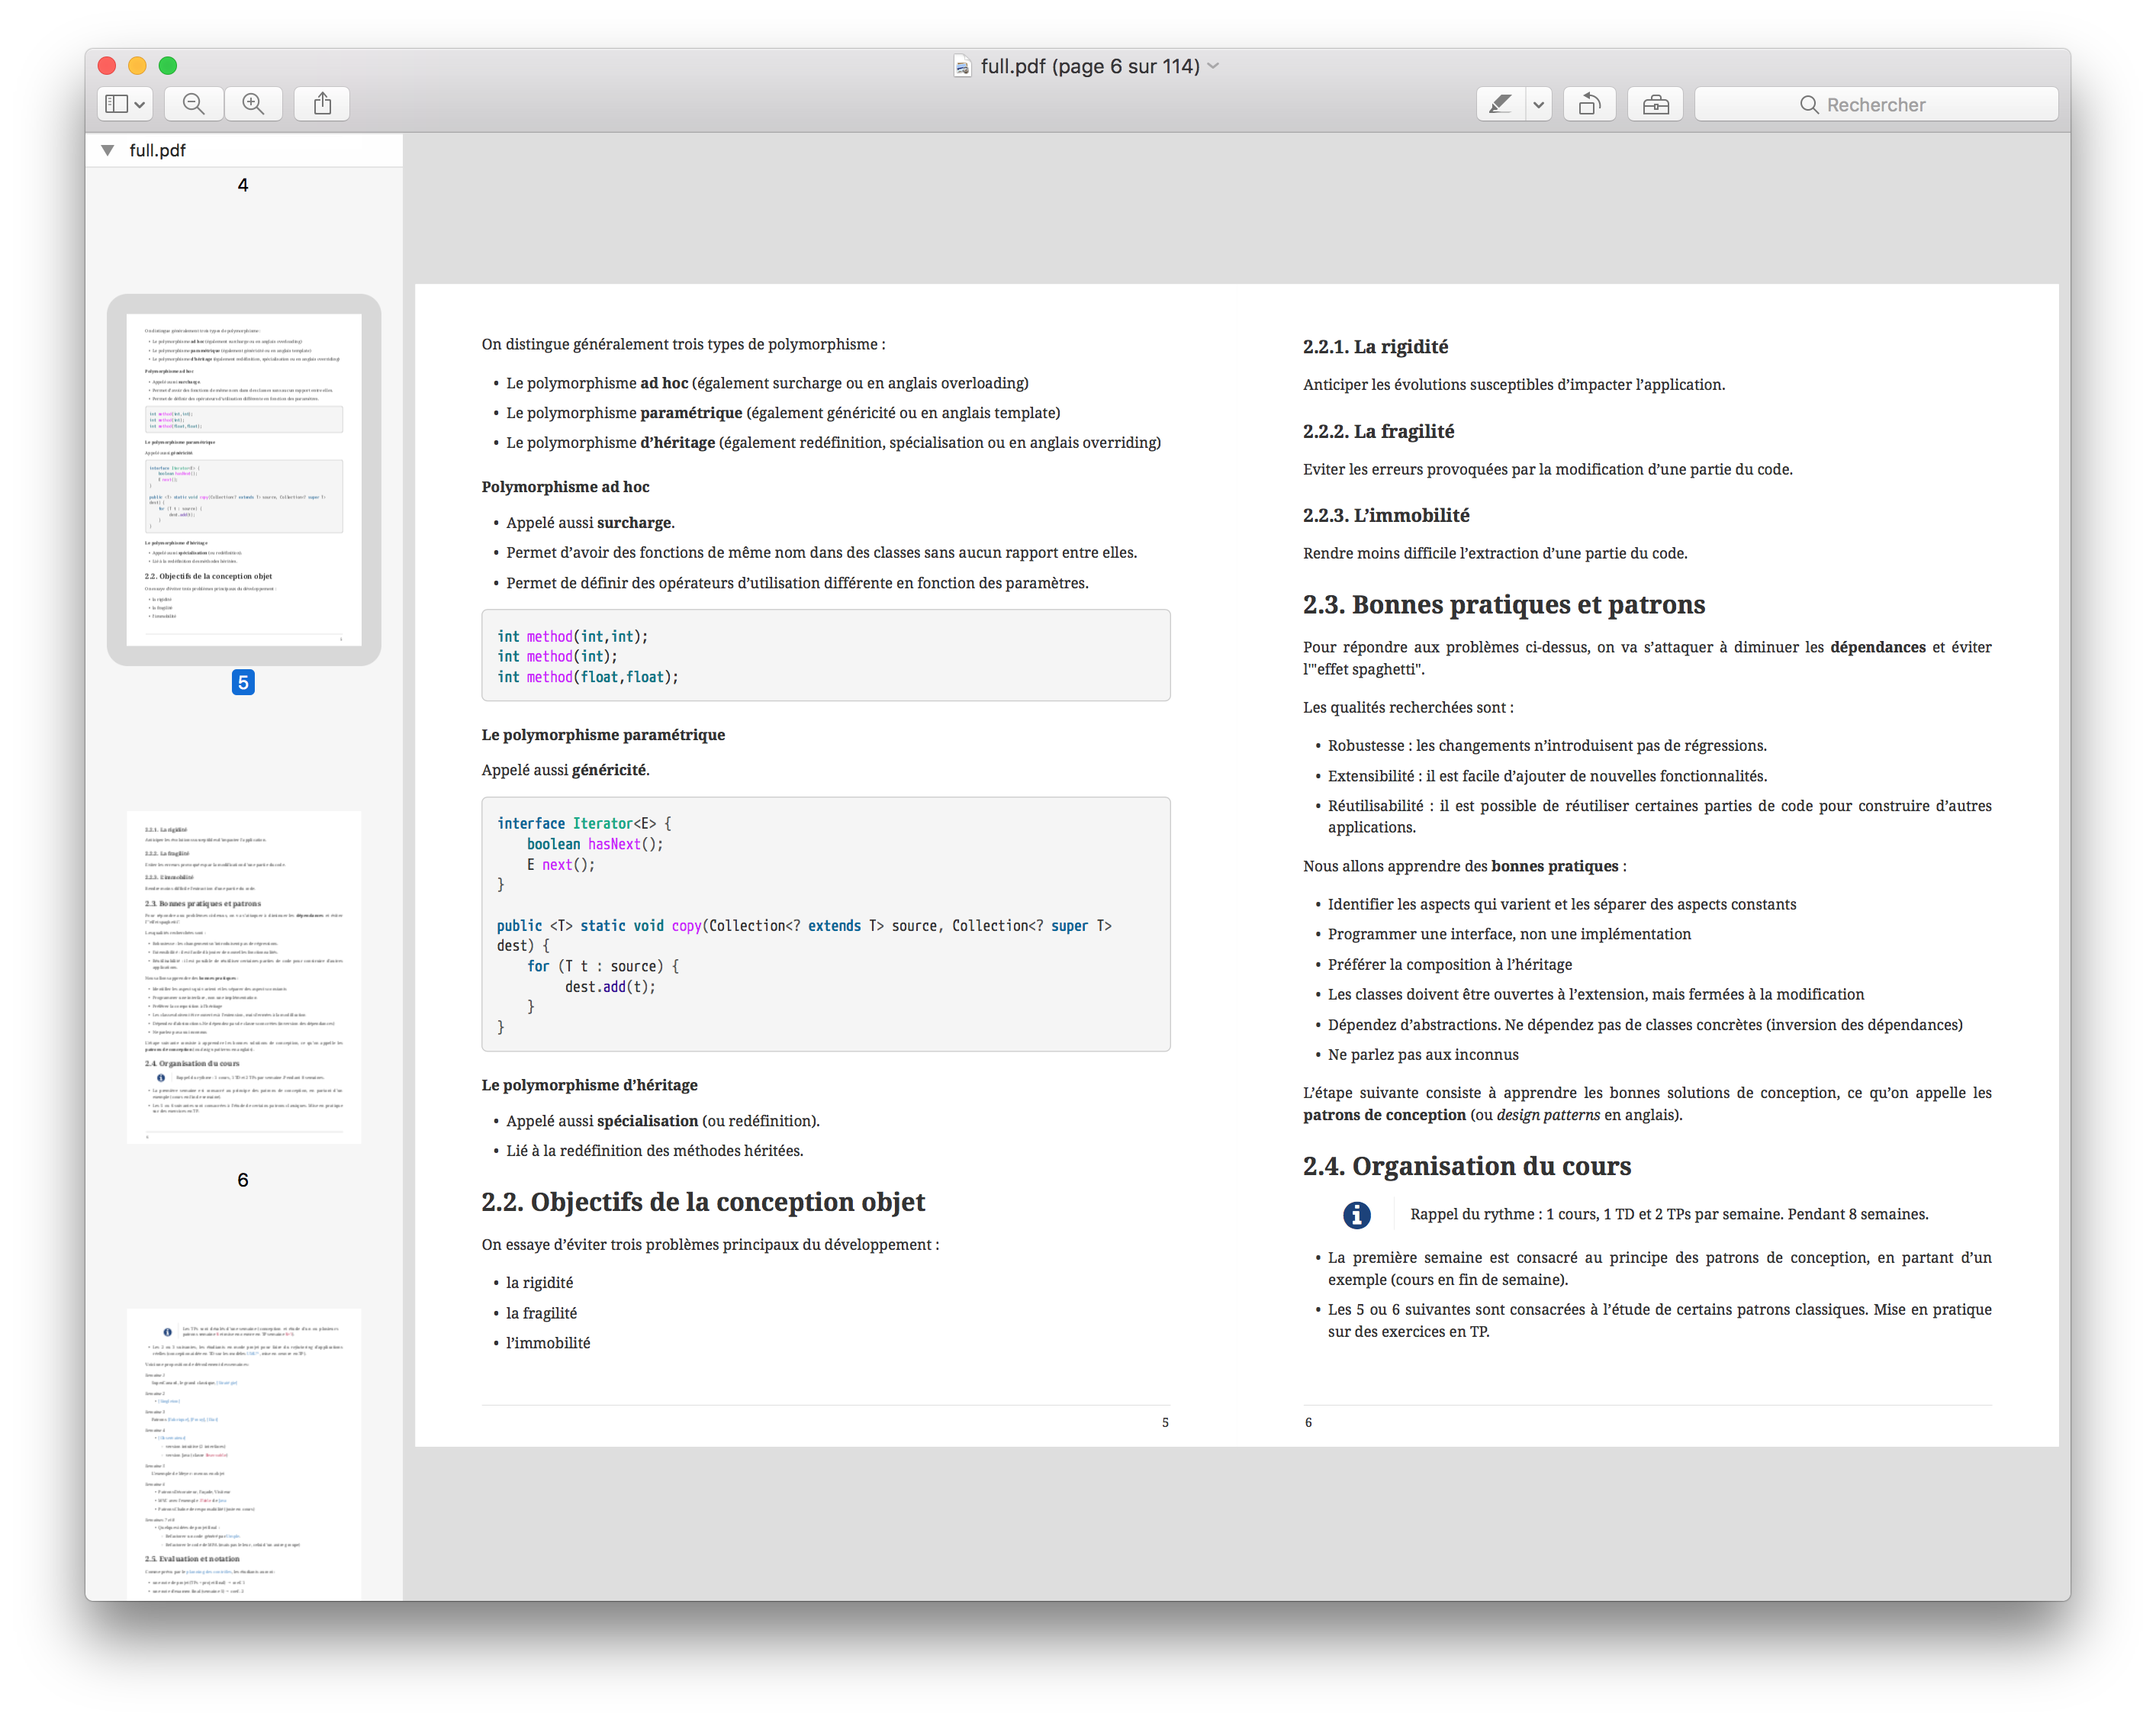 full.pdf (page 6 sur 114)
Rechercher
full.pdf
4
5
6
On distingue généralement trois types de polymorphisme :
• Le polymorphisme ad hoc (également surcharge ou en anglais overloading)
• Le polymorphisme paramétrique (également généricité ou en anglais template)
• Le polymorphisme d’héritage (également redéfinition, spécialisation ou en anglais overriding)
Polymorphisme ad hoc
• Appelé aussi surcharge.
• Permet d’avoir des fonctions de même nom dans des classes sans aucun rapport entre elles.
• Permet de définir des opérateurs d’utilisation différente en fonction des paramètres.
int method(int,int);
int method(int);
int method(float,float);
Le polymorphisme paramétrique
Appelé aussi généricité.
interface Iterator<E> {
    boolean hasNext();
    E next();
}
public <T> static void copy(Collection<? extends T> source, Collection<? super T>
dest) {
    for (T t : source) {
         dest.add(t);
    }
}
Le polymorphisme d’héritage
• Appelé aussi spécialisation (ou redéfinition).
• Lié à la redéfinition des méthodes héritées.
2.2. Objectifs de la conception objet
On essaye d’éviter trois problèmes principaux du développement :
• la rigidité
• la fragilité
• l’immobilité
5
2.2.1. La rigidité
Anticiper les évolutions susceptibles d’impacter l’application.
2.2.2. La fragilité
Eviter les erreurs provoquées par la modification d’une partie du code.
2.2.3. L’immobilité
Rendre moins difficile l’extraction d’une partie du code.
2.3. Bonnes pratiques et patrons
Pour répondre aux problèmes ci-dessus, on va s’attaquer à diminuer les dépendances et éviter
l'"effet spaghetti".
Les qualités recherchées sont :
• Robustesse : les changements n’introduisent pas de régressions.
• Extensibilité : il est facile d’ajouter de nouvelles fonctionnalités.
• Réutilisabilité : il est possible de réutiliser certaines parties de code pour construire d’autres
applications.
Nous allons apprendre des bonnes pratiques :
• Identifier les aspects qui varient et les séparer des aspects constants
• Programmer une interface, non une implémentation
• Préférer la composition à l’héritage
• Les classes doivent être ouvertes à l’extension, mais fermées à la modification
• Dépendez d’abstractions. Ne dépendez pas de classes concrètes (inversion des dépendances)
• Ne parlez pas aux inconnus
L’étape suivante consiste à apprendre les bonnes solutions de conception, ce qu’on appelle les
patrons de conception (ou design patterns en anglais).
2.4. Organisation du cours
Rappel du rythme : 1 cours, 1 TD et 2 TPs par semaine. Pendant 8 semaines.
• La première semaine est consacré au principe des patrons de conception, en partant d’un
exemple (cours en fin de semaine).
• Les 5 ou 6 suivantes sont consacrées à l’étude de certains patrons classiques. Mise en pratique
sur des exercices en TP.
6